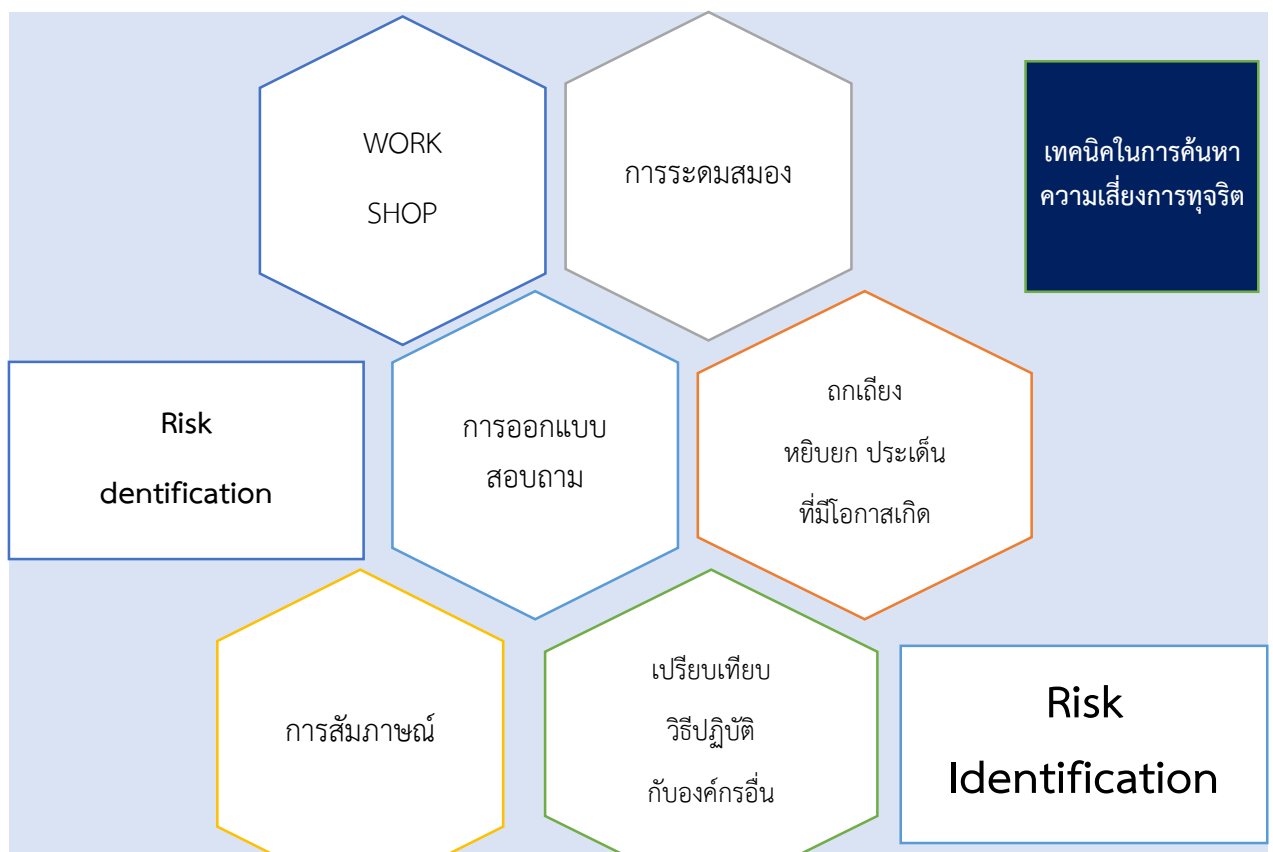 WORK
SHOP
การระดมสมอง
เทคนิคในการค้นหา
ความเสี่ยงการทุจริต
Risk
dentification
การออกแบบ
สอบถาม
ถกเถียง
หยิบยก ประเด็น
ที่มีโอกาสเกิด
การสัมภาษณ์
เปรียบเทียบ
วิธีปฏิบัติ
กับองค์กรอื่น
Risk
Identification